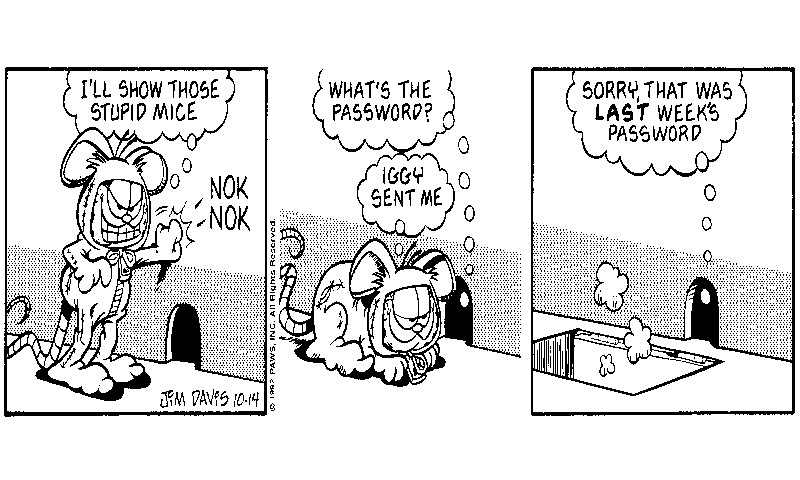 I'LL SHOW THOSE
STUPID MICE
NOK
NOK
JIM DAVIS 10-14
© 1992 PAWS, INC. All Rights Reserved.
WHAT'S THE
PASSWORD?
IGGY
SENT ME
SORRY, THAT WAS
LAST WEEK'S
PASSWORD